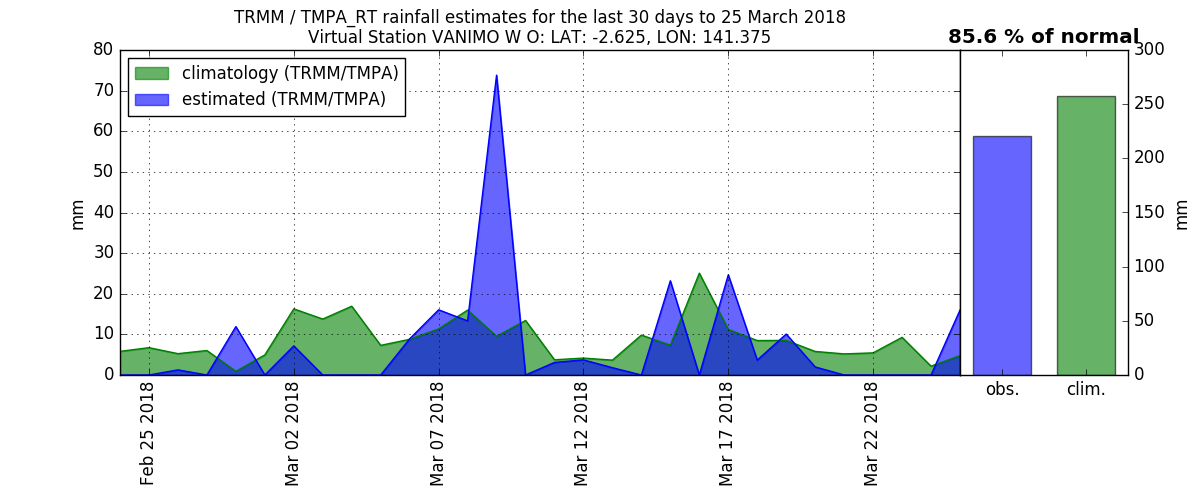 TRMM / TMPA_RT rainfall estimates for the last 30 days to 25 March 2018
Virtual Station VANIMO W O: LAT: -2.625, LON: 141.375
85.6 % of normal
climatology (TRMM/TMPA)
estimated (TRMM/TMPA)
80
70
60
50
40
30
20
10
0
mm
Feb 25 2018
Mar 02 2018
Mar 07 2018
Mar 12 2018
Mar 17 2018
Mar 22 2018
obs.
clim.
300
250
200
150
100
50
0
mm